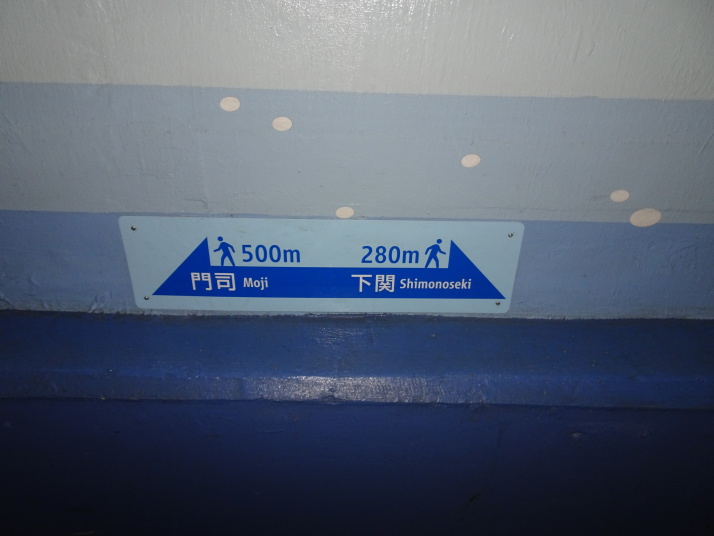 500m 280m
門司 Moji 下関 Shimonoseki